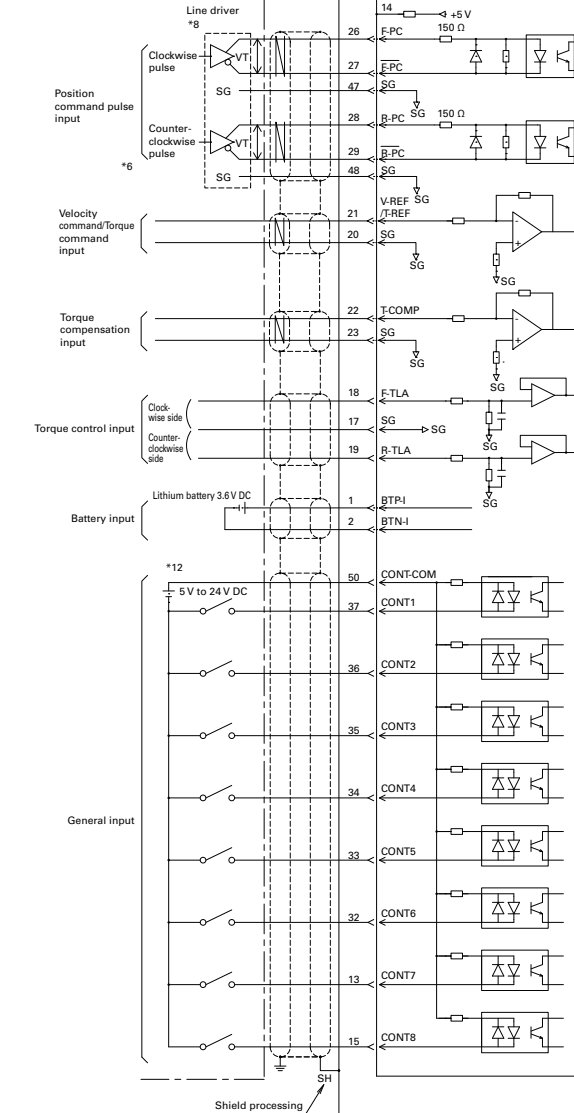 14
+5 V
Line driver
*8
26
F-PC
150 Ω
Clockwise
pulse
VT
27
F-PC
Position
command pulse
input
SG
47
SG
SG
28
R-PC
150 Ω
Counter-
clockwise
pulse
VT
29
R-PC
*6
SG
48
SG
SG
Velocity
command/Torque
command
input
V-REF
/T-REF
21
20
SG
SG
SG
-
+
Torque
compensation
input
22
T-COMP
23
SG
SG
SG
-
+
Torque control input
Clock-
wise side
Counter-
clockwise
side
18
F-TLA
17
SG
SG
SG
19
R-TLA
SG
Battery input
Lithium battery 3.6 V DC
1
BTP-I
2
BTN-I
*12
5 V to 24 V DC
50
CONT-COM
37
CONT1
36
CONT2
35
CONT3
34
CONT4
General input
33
CONT5
32
CONT6
13
CONT7
15
CONT8
SH
Shield processing